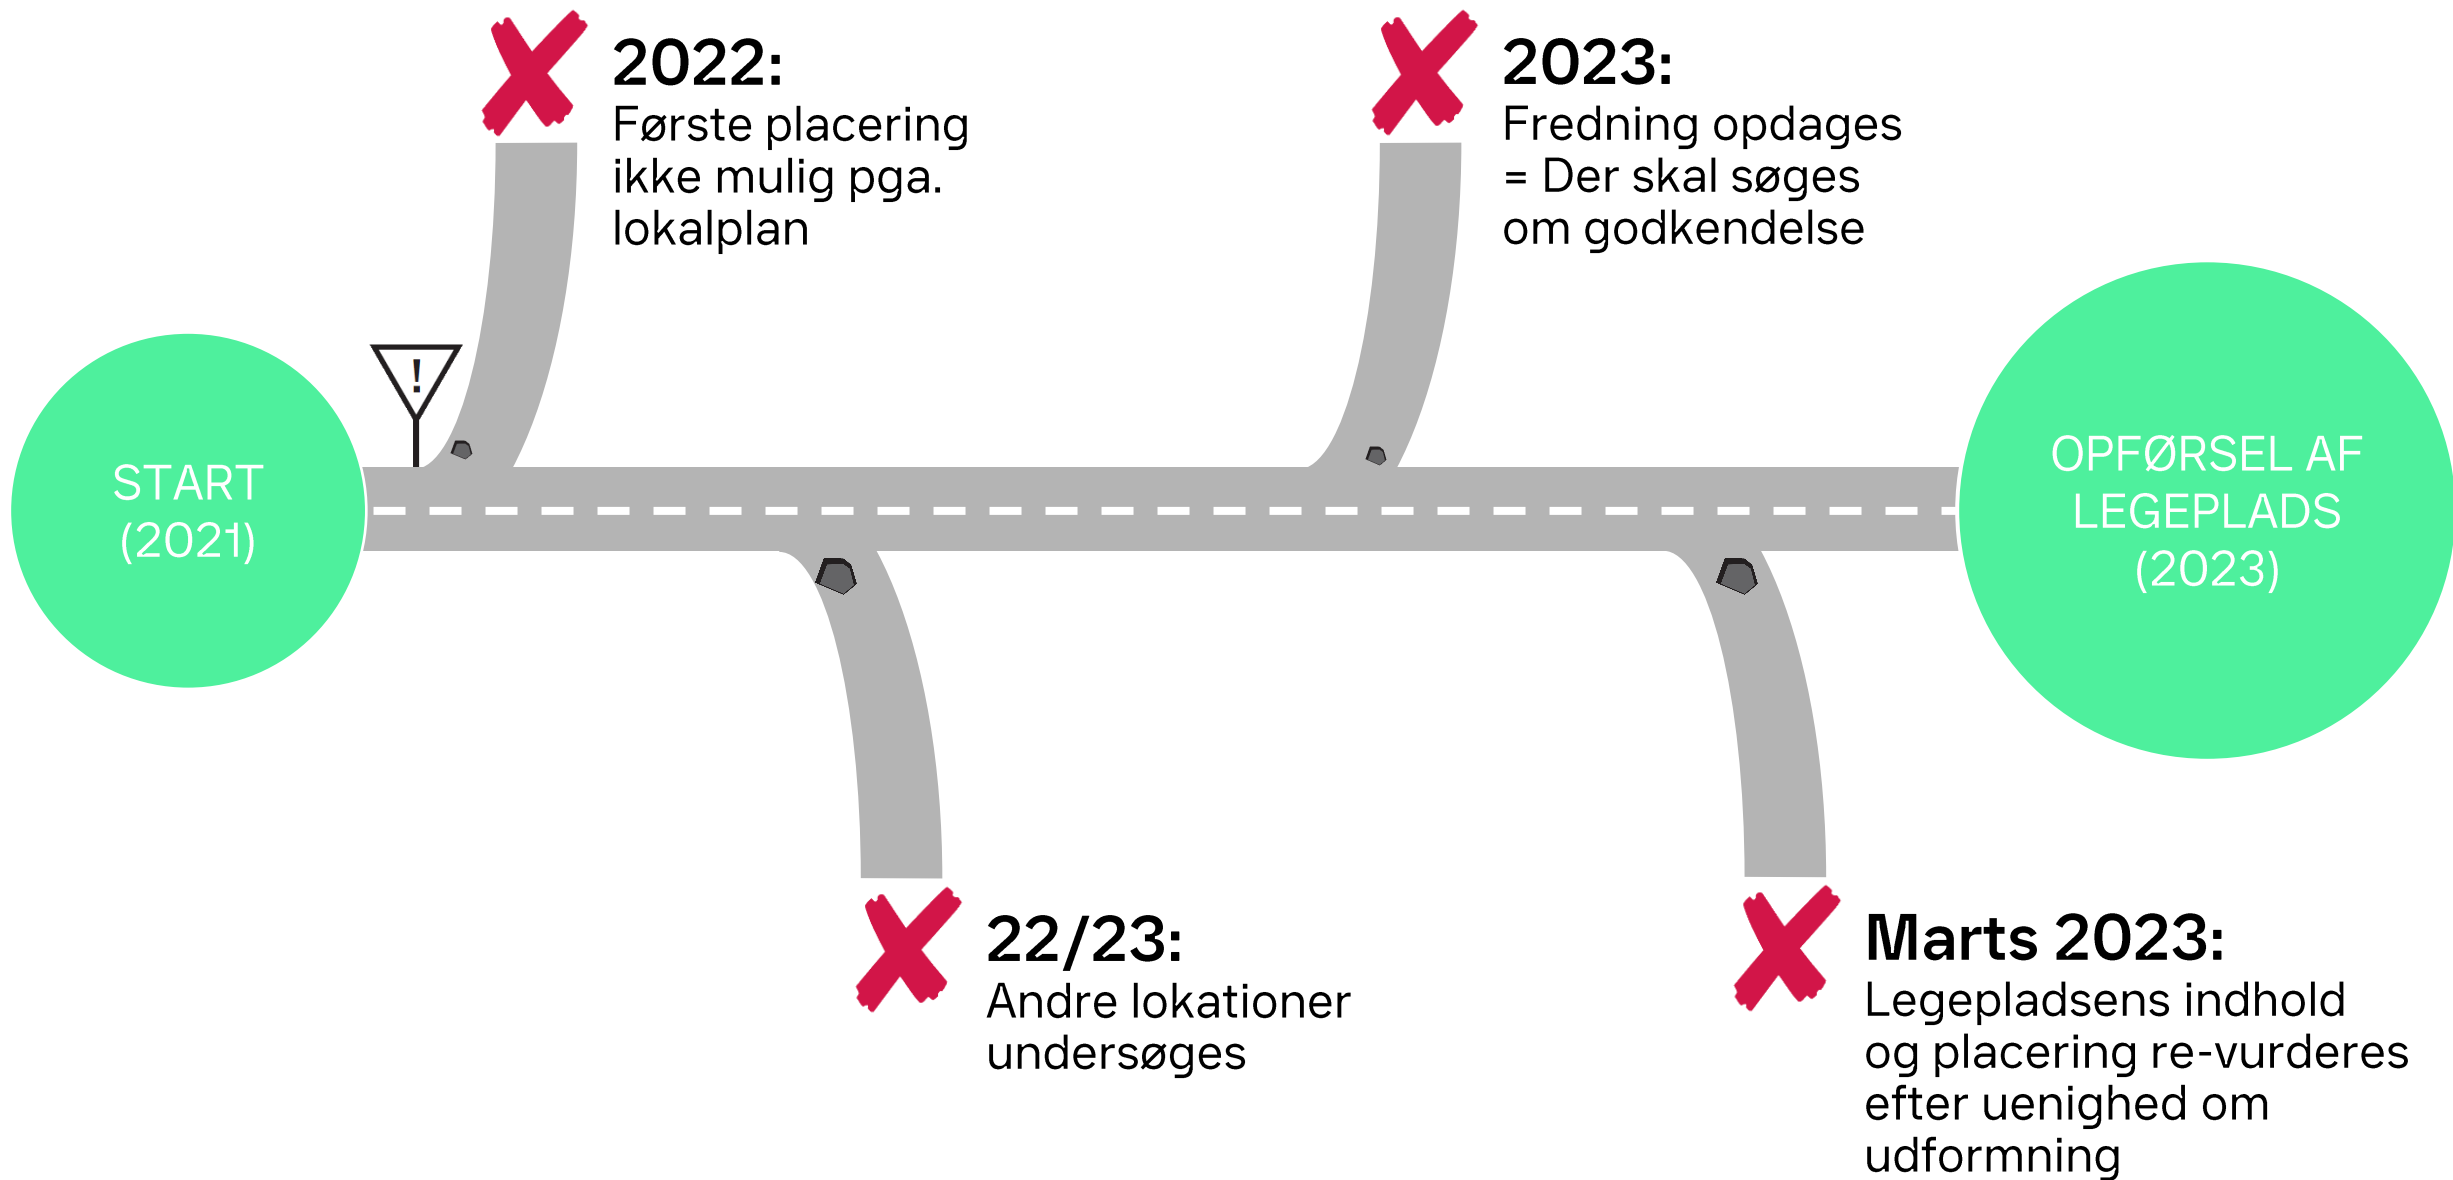 2022:
Første placering
ikke mulig pga.
lokalplan
2023:
Fredning opdages
= Der skal søges
om godkendelse
!
START
(2021)
OPFØRSEL AF
LEGEPLADS
(2023)
22/23:
Andre lokationer
undersøges
Marts 2023:
Legepladsens indhold
og placering re-vurderes
efter uenighed om
udformning